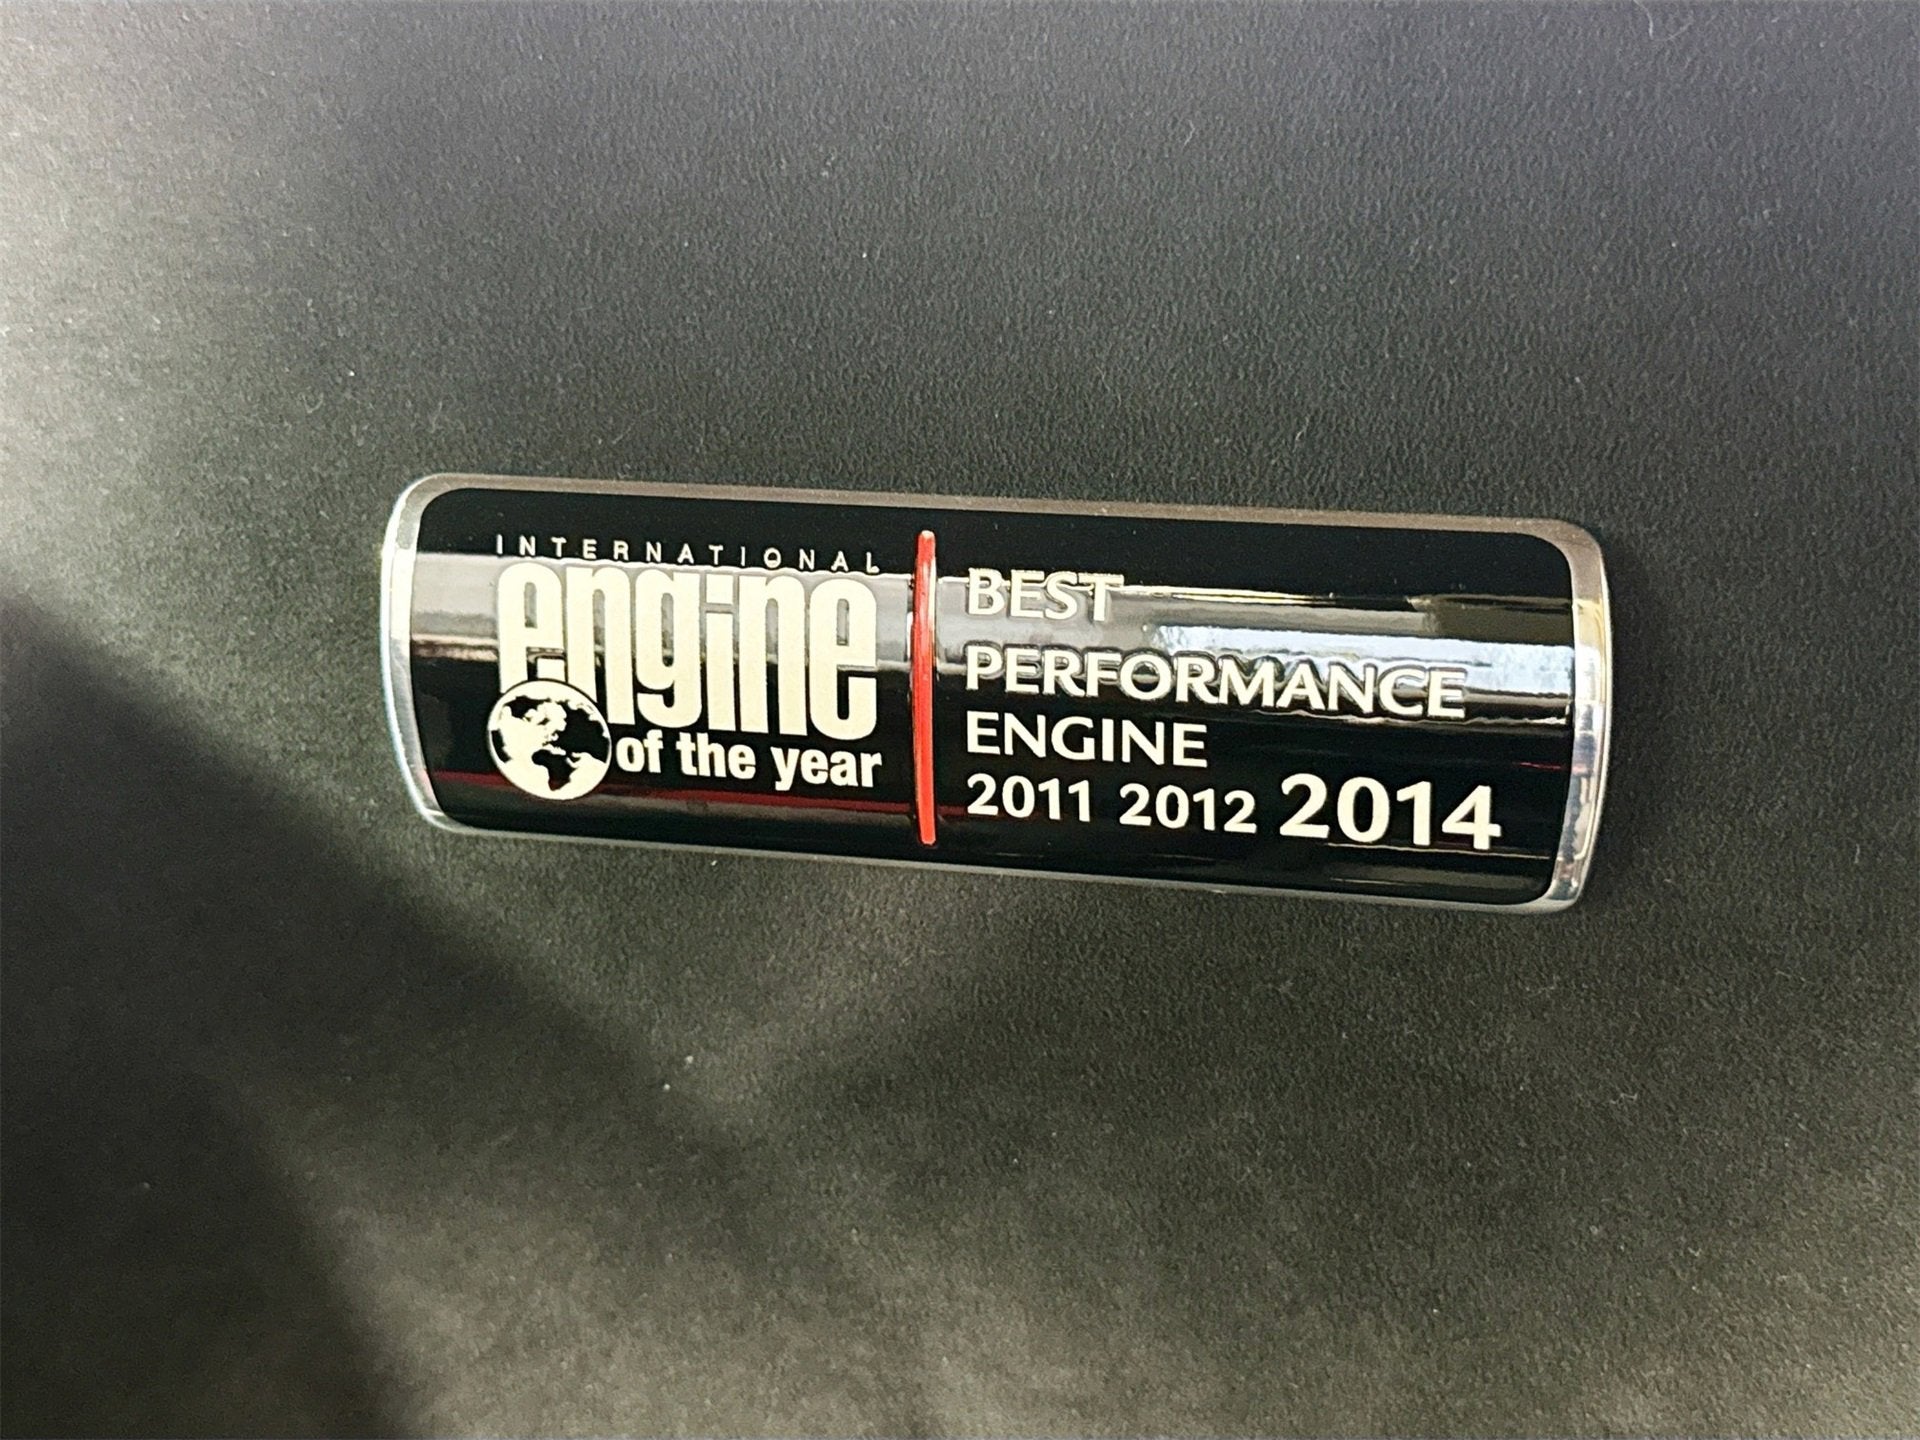 INTERNATIONAL
engine
of the year
BEST
PERFORMANCE
ENGINE
2011 2012 2014